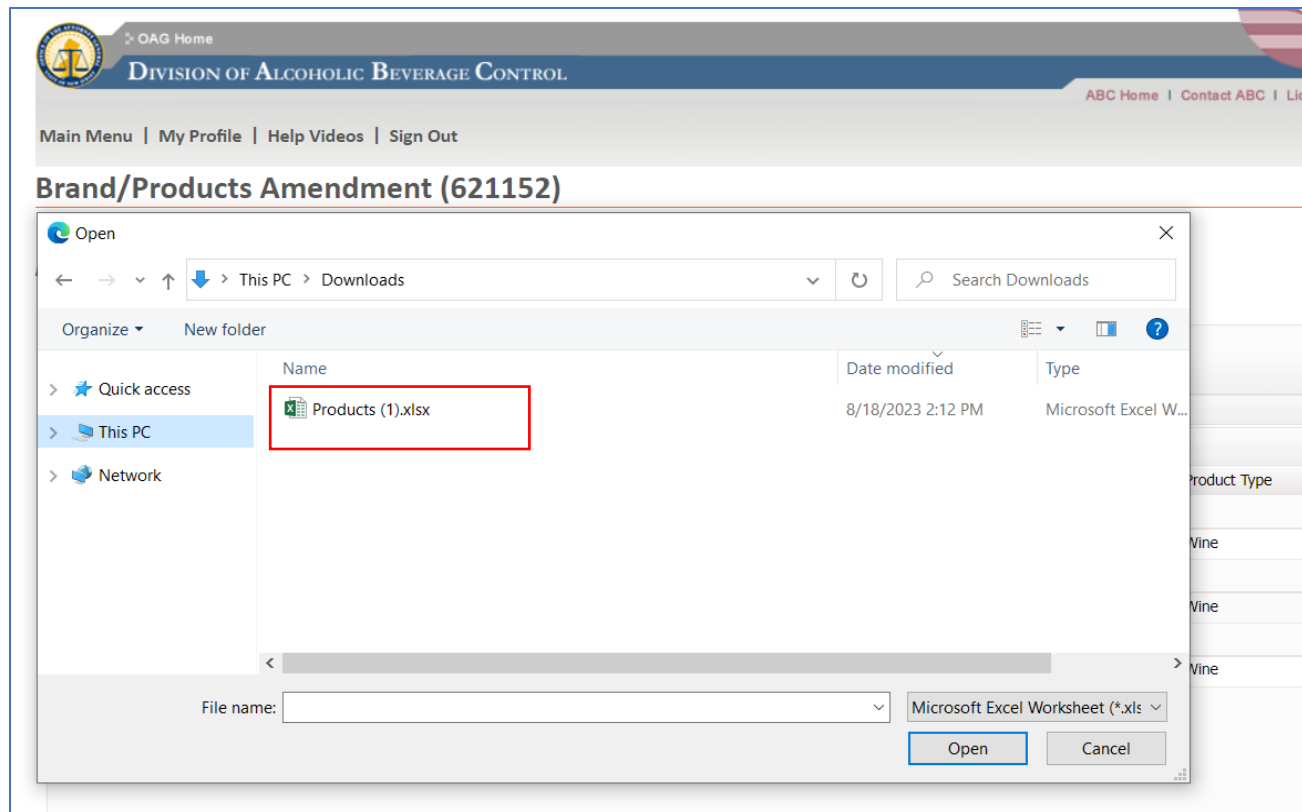 OAG Home
DIVISION OF ALCOHOLIC BEVERAGE CONTROL
ABC Home | Contact ABC |
Main Menu | My Profile | Help Videos | Sign Out
Brand/Products Amendment (621152)
Open
This PC > Downloads
Search Downloads
Organize New folder
?
Name Date modified Type
Quick access
Products (1).xlsx 8/18/2023 2:12 PM Microsoft Excel W...
This PC
Network
Product Type
Wine
Wine
Wine
File name: Microsoft Excel Worksheet (*.xls
Open Cancel